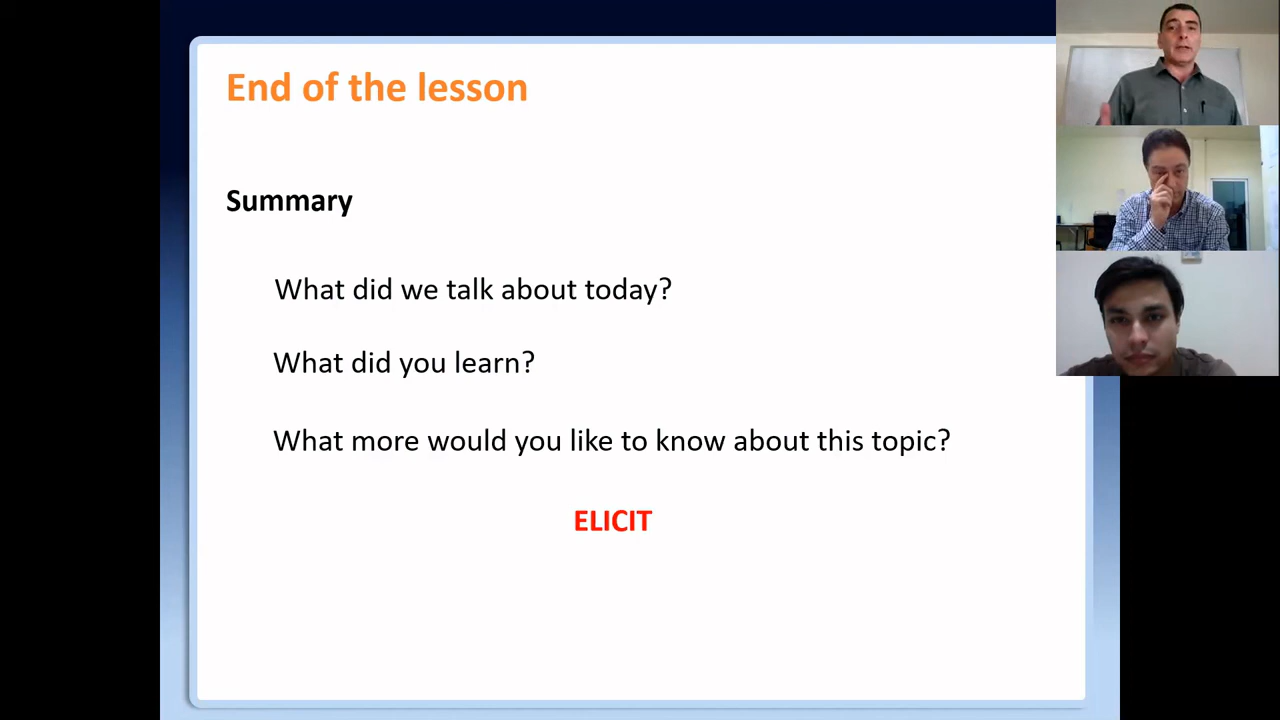 End of the lesson
Summary
What did we talk about today?
What did you learn?
What more would you like to know about this topic?
ELICIT